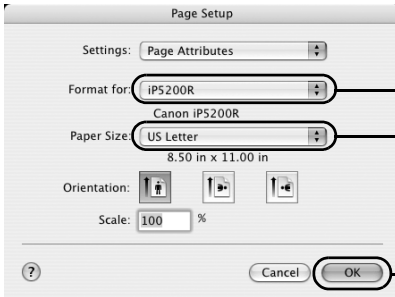 Page Setup
Settings: Page Attributes
Format for: iP5200R
Canon iP5200R
Paper Size: US Letter
8.50 in x 11.00 in
Orientation:
Scale: 100 %
? Cancel OK